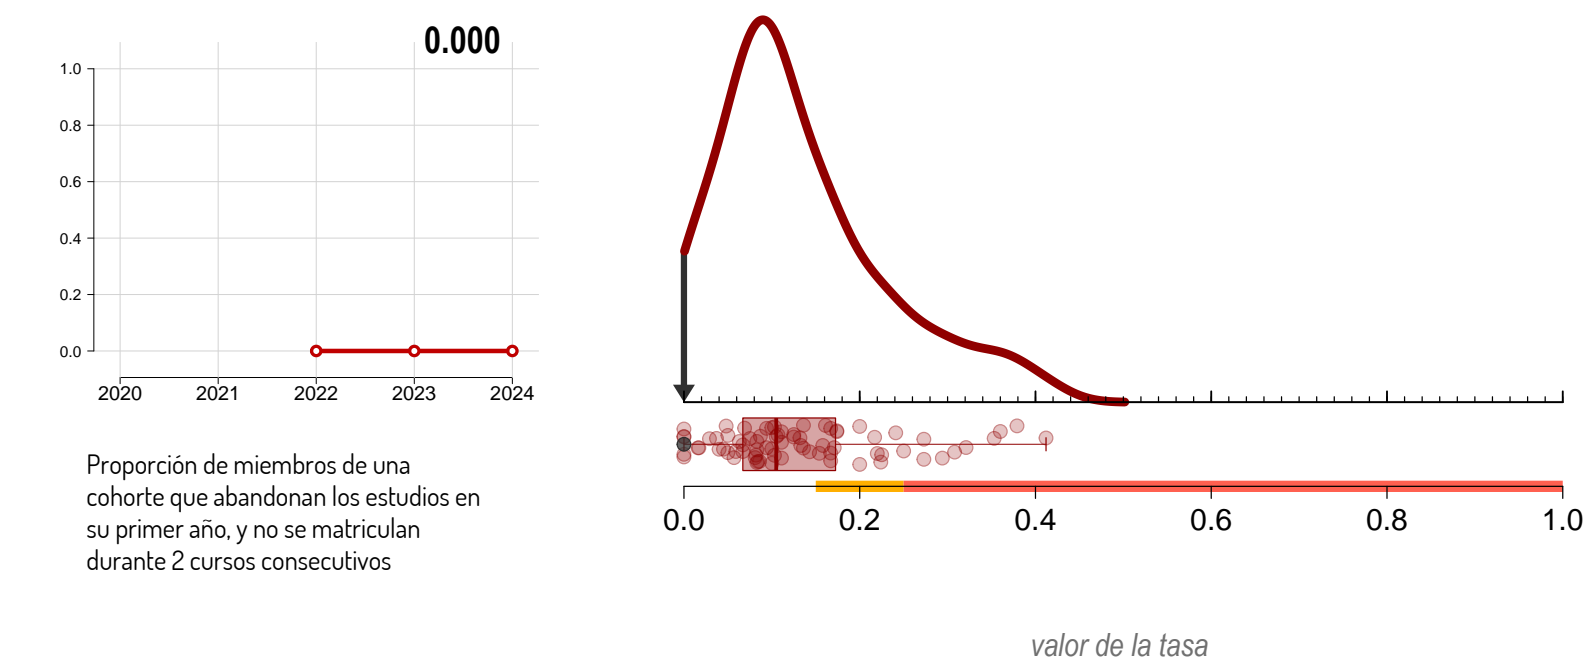 0.000
1.0
0.8
0.6
0.4
0.2
0.0
2020 2021 2022 2023 2024
Proporción de miembros de una
cohorte que abandonan los estudios en
su primer año, y no se matriculan
durante 2 cursos consecutivos
0.0 0.2 0.4 0.6 0.8 1.0
valor de la tasa